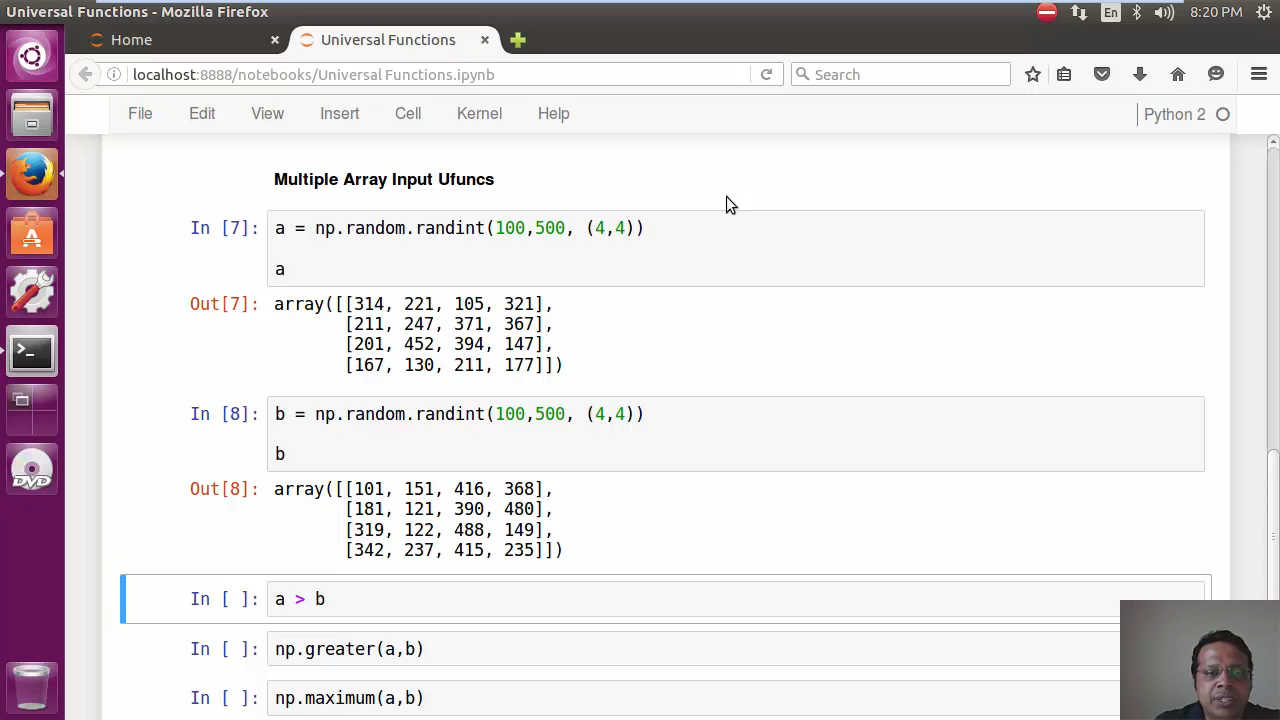 Universal Functions - Mozilla Firefox
En
8:20 PM
Home
Universal Functions
localhost:8888/notebooks/Universal Functions.ipynb
Search
File Edit View Insert Cell Kernel Help
Python 2
Multiple Array Input Ufuncs
In [7]: a = np.random.randint(100,500, (4,4))
a
Out[7]: array([[314, 221, 105, 321],
[211, 247, 371, 367],
[201, 452, 394, 147],
[167, 130, 211, 177]])
In [8]: b = np.random.randint(100,500, (4,4))
b
Out[8]: array([[101, 151, 416, 368],
[181, 121, 390, 480],
[319, 122, 488, 149],
[342, 237, 415, 235]])
In [ ]: a > b
In [ ]: np.greater(a,b)
In [ ]: np.maximum(a,b)
DVD